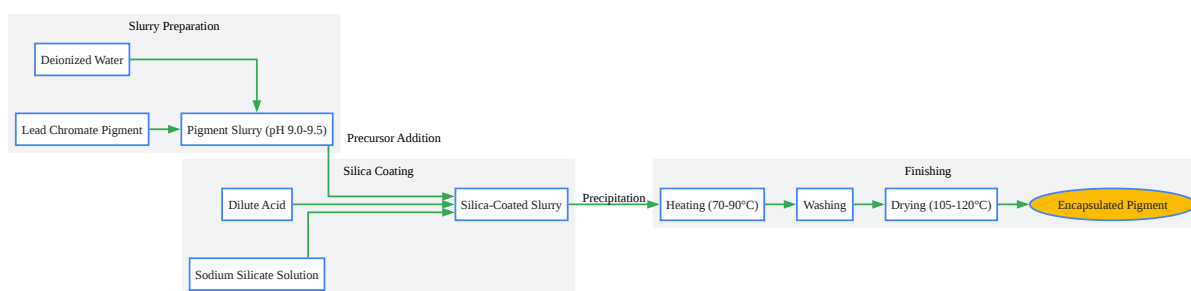 Slurry Preparation
Deionized Water
Lead Chromate Pigment
Pigment Slurry (pH 9.0-9.5)
Precursor Addition
Silica Coating
Dilute Acid
Silica-Coated Slurry
Sodium Silicate Solution
Precipitation
Finishing
Heating (70-90°C)
Washing
Drying (105-120°C)
Encapsulated Pigment